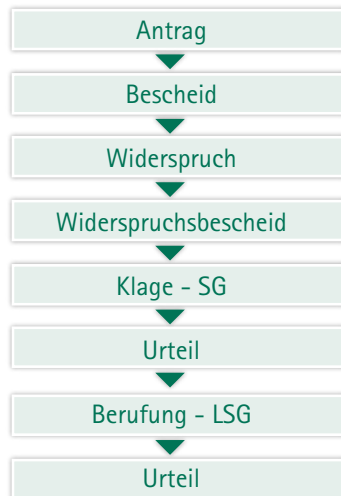 Antrag
Bescheid
Widerspruch
Widerspruchsbescheid
Klage - SG
Urteil
Berufung - LSG
Urteil